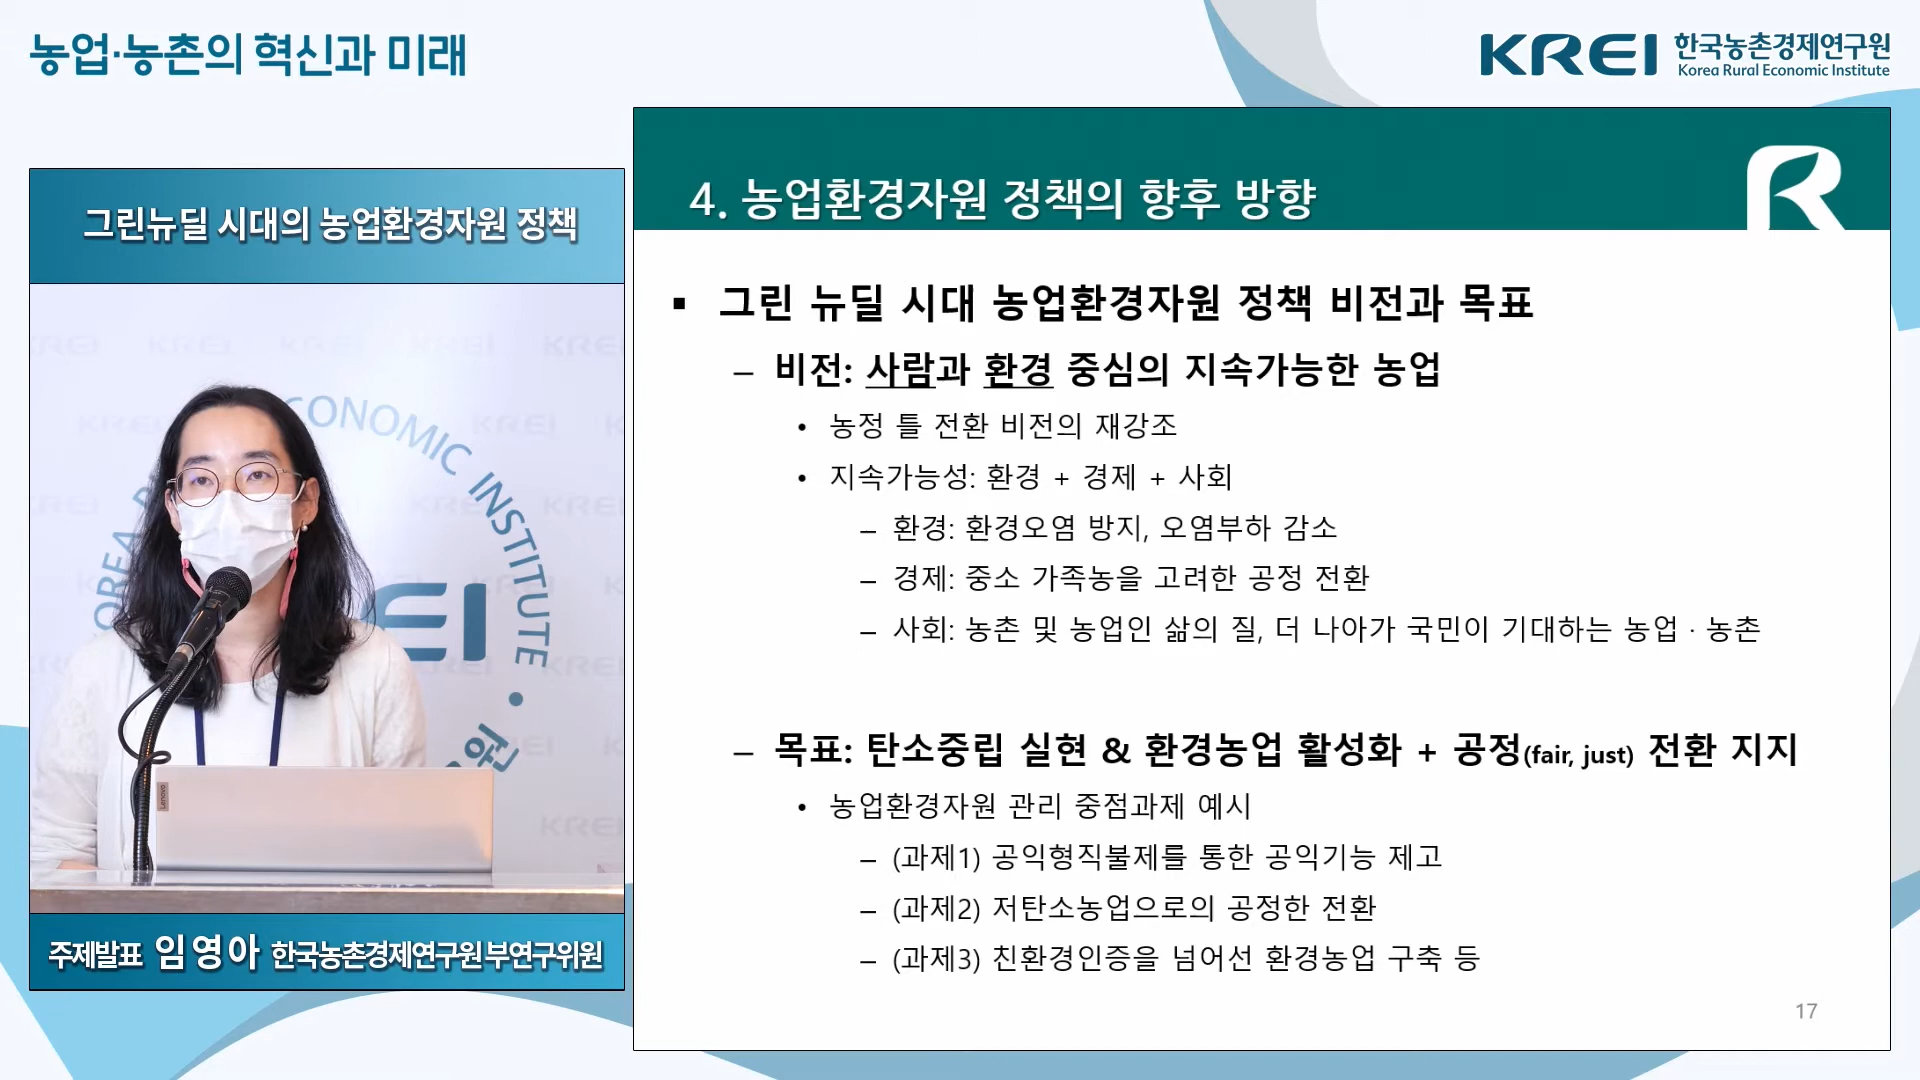 농업·농촌의 혁신과 미래
KREI 한국농촌경제연구원
Korea Rural Economic Institute
그린뉴딜 시대의 농업환경자원 정책
ECONOMIC INSTITUTE
KREI
Lenovo
주제발표 임영아 한국농촌경제연구원 부연구위원
4. 농업환경자원 정책의 향후 방향
▪ 그린 뉴딜 시대 농업환경자원 정책 비전과 목표
– 비전: 사람과 환경 중심의 지속가능한 농업
• 농정 틀 전환 비전의 재강조
• 지속가능성: 환경 + 경제 + 사회
– 환경: 환경오염 방지, 오염부하 감소
– 경제: 중소 가족농을 고려한 공정 전환
– 사회: 농촌 및 농업인 삶의 질, 더 나아가 국민이 기대하는 농업 · 농촌
– 목표: 탄소중립 실현 & 환경농업 활성화 + 공정(fair, just) 전환 지지
• 농업환경자원 관리 중점과제 예시
– (과제1) 공익형직불제를 통한 공익기능 제고
– (과제2) 저탄소농업으로의 공정한 전환
– (과제3) 친환경인증을 넘어선 환경농업 구축 등
17